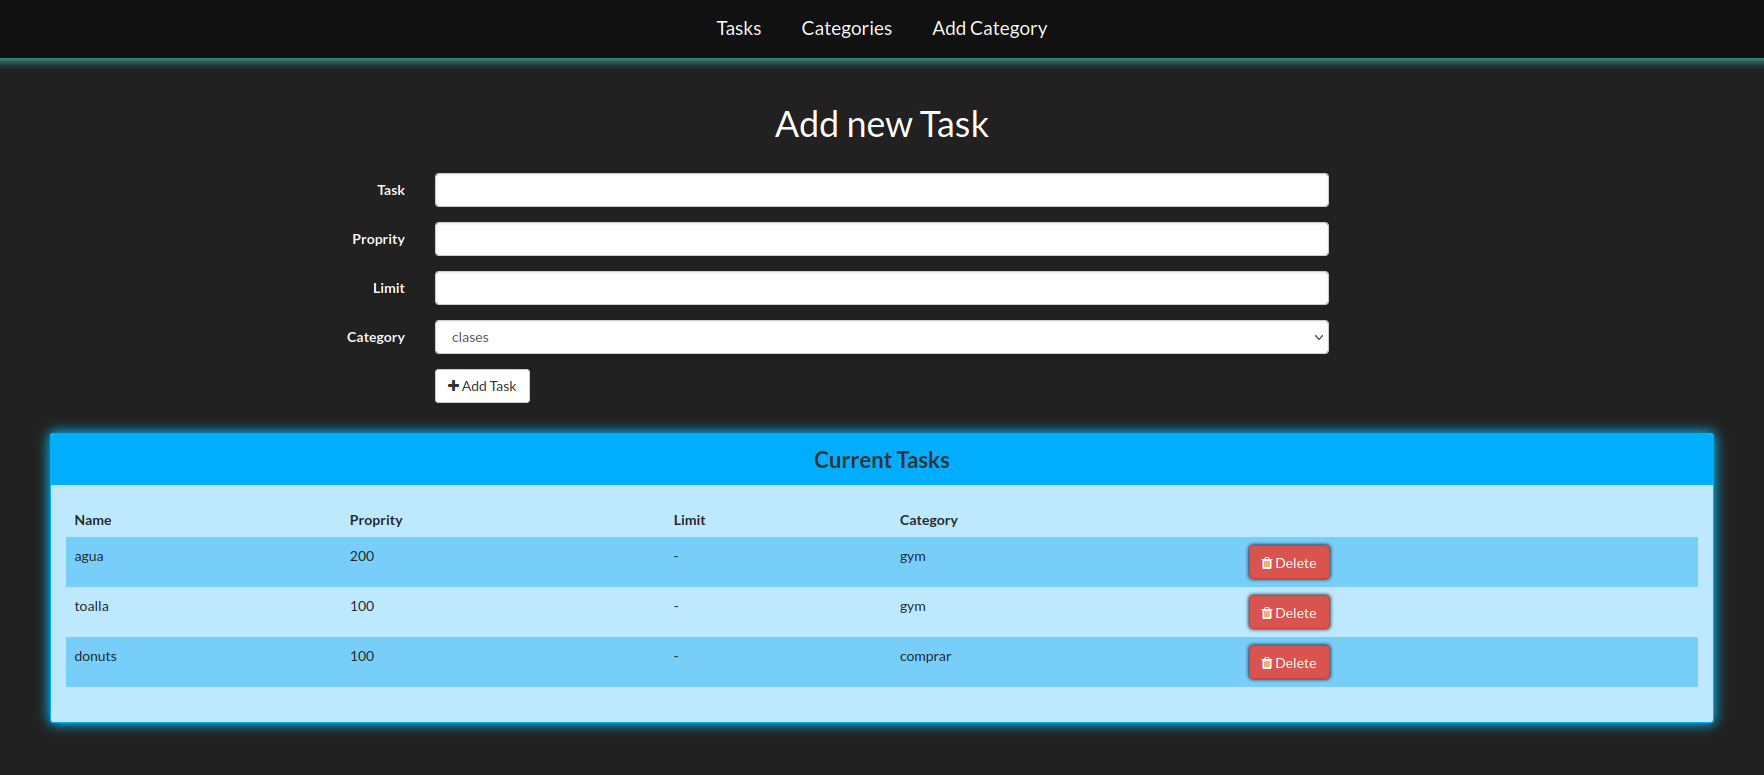 Tasks Categories Add Category
Add new Task
Task
Proprity
Limit
Category clases
Add Task
Current Tasks
Name Proprity Limit Category
agua 200 - gym Delete
toalla 100 - gym Delete
donuts 100 - comprar Delete